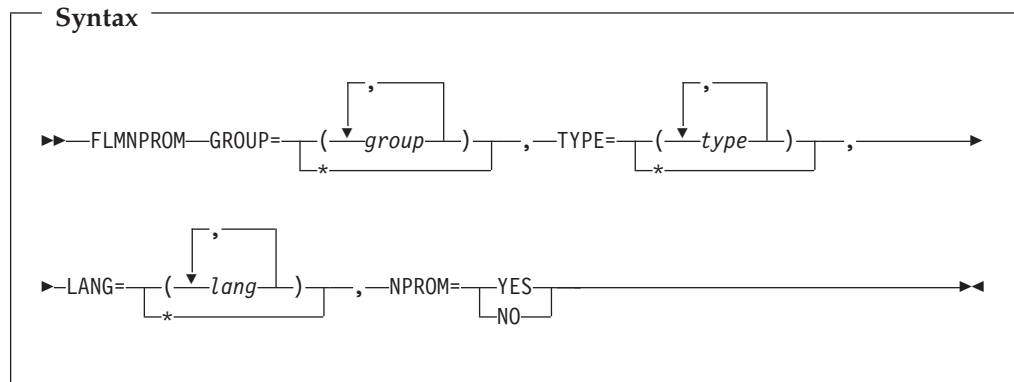 Syntax
, ,
FLMNPROM GROUP= ( group ) , TYPE= ( type ) ,
* *
,
LANG= ( lang ) , NPROM= YES
* NO